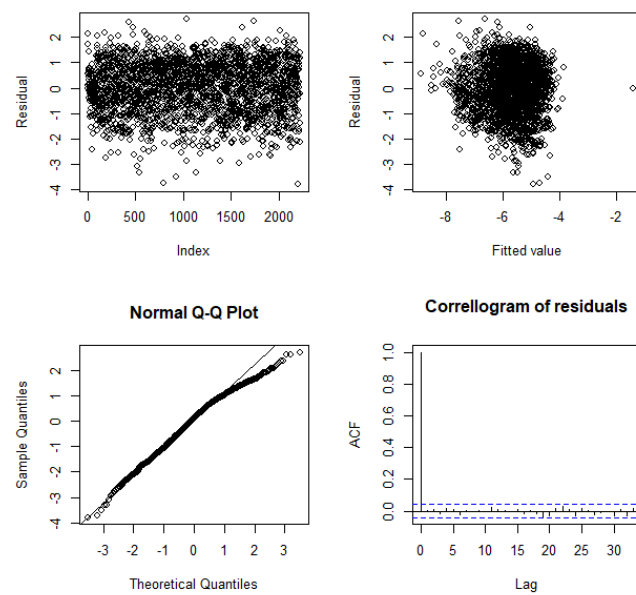 Residual
2
1
0
-1
-2
-3
-4
0 500 1000 1500 2000
Index
Residual
2
1
0
-1
-2
-3
-4
-8 -6 -4 -2
Fitted value
Normal Q-Q Plot
Sample Quantiles
2
1
0
-1
-2
-3
-4
-3 -2 -1 0 1 2 3
Theoretical Quantiles
Correllogram of residuals
ACF
1.0
0.8
0.6
0.4
0.2
0.0
0 5 10 15 20 25 30
Lag